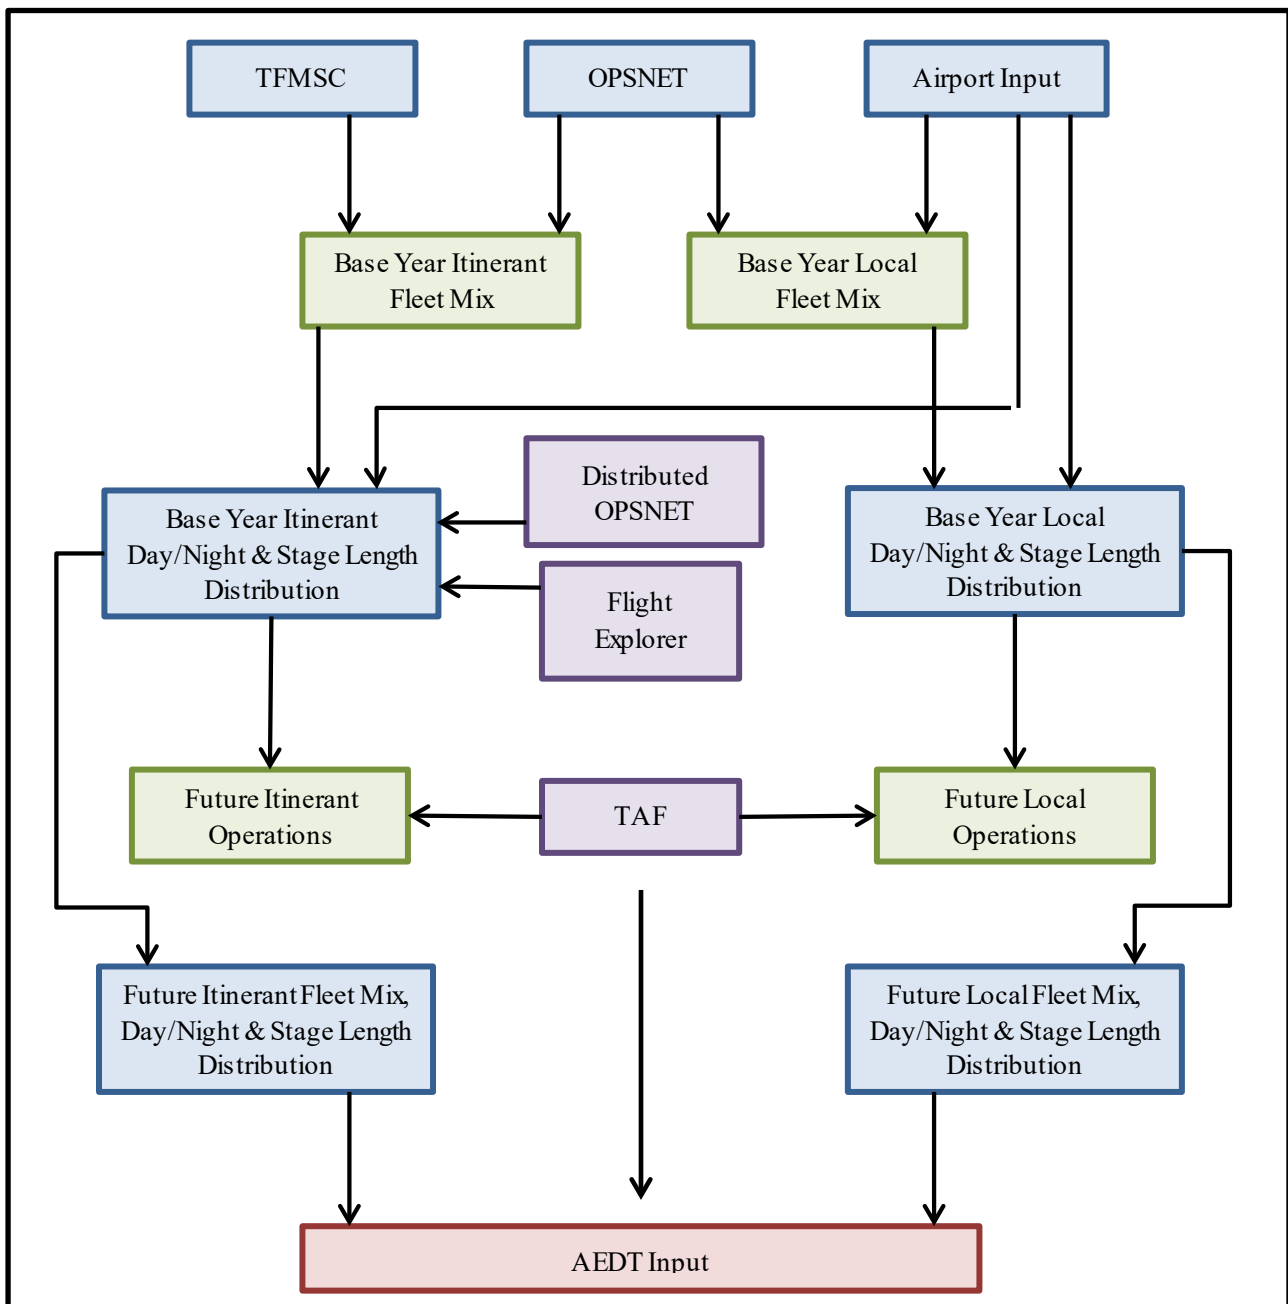 TFMSC
OPSNET
Airport Input
Base Year Itinerant
Fleet Mix
Base Year Local
Fleet Mix
Distributed
OPSNET
Base Year Itinerant
Day/Night & Stage Length
Distribution
Base Year Local
Day/Night & Stage Length
Distribution
Flight
Explorer
Future Itinerant
Operations
TAF
Future Local
Operations
Future Itinerant Fleet Mix,
Day/Night & Stage Length
Distribution
Future Local Fleet Mix,
Day/Night & Stage Length
Distribution
AEDT Input